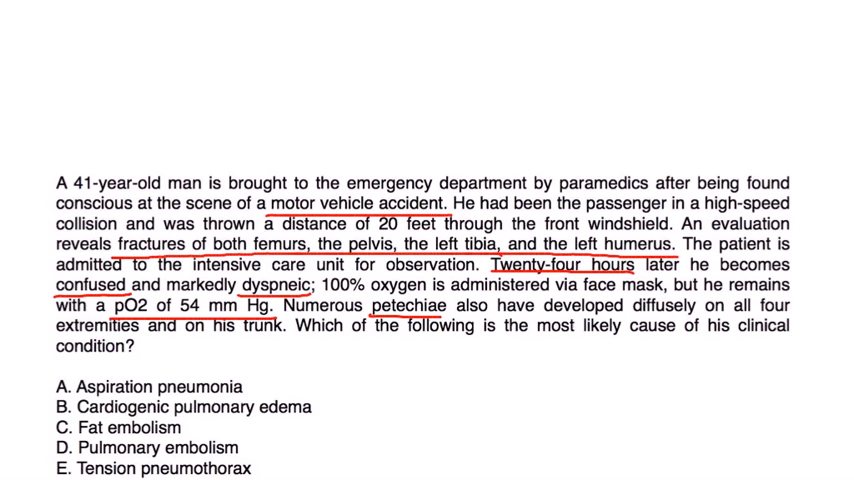 A 41-year-old man is brought to the emergency department by paramedics after being found
conscious at the scene of a motor vehicle accident. He had been the passenger in a high-speed
collision and was thrown a distance of 20 feet through the front windshield. An evaluation
reveals fractures of both femurs, the pelvis, the left tibia, and the left humerus. The patient is
admitted to the intensive care unit for observation. Twenty-four hours later he becomes
confused and markedly dyspneic; 100% oxygen is administered via face mask, but he remains
with a pO2 of 54 mm Hg. Numerous petechiae also have developed diffusely on all four
extremities and on his trunk. Which of the following is the most likely cause of his clinical
condition?
A. Aspiration pneumonia
B. Cardiogenic pulmonary edema
C. Fat embolism
D. Pulmonary embolism
E. Tension pneumothorax